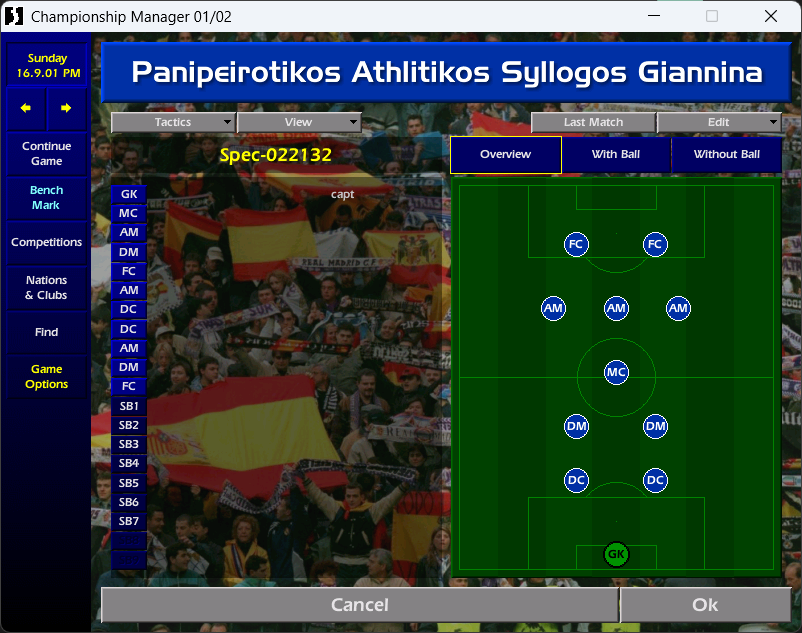 Championship Manager 01/02
Sunday
16.9.01 PM
Continue
Game
Bench
Mark
Competitions
Nations
& Clubs
Find
Game
Options
Panipeirotikos Athlitikos Syllogos Giannina
Tactics
View
Last Match
Edit
Spec-022132
Overview
With Ball
Without Ball
GK capt
MC
AM
DM
FC
AM
DC
DC
AM
DM
FC
SB1
SB2
SB3
SB4
SB5
SB6
SB7
FC FC
AM AM AM
MC
DM DM
DC DC
GK
REAL MADRID
Cancel
Ok